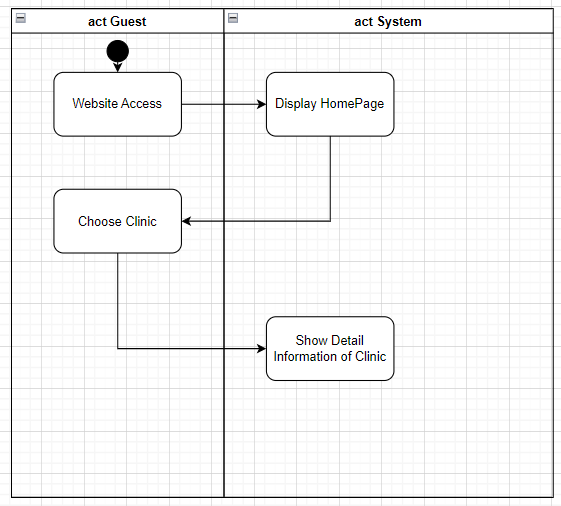 act Guest
act System
Website Access
Display HomePage
Choose Clinic
Show Detail
Information of Clinic